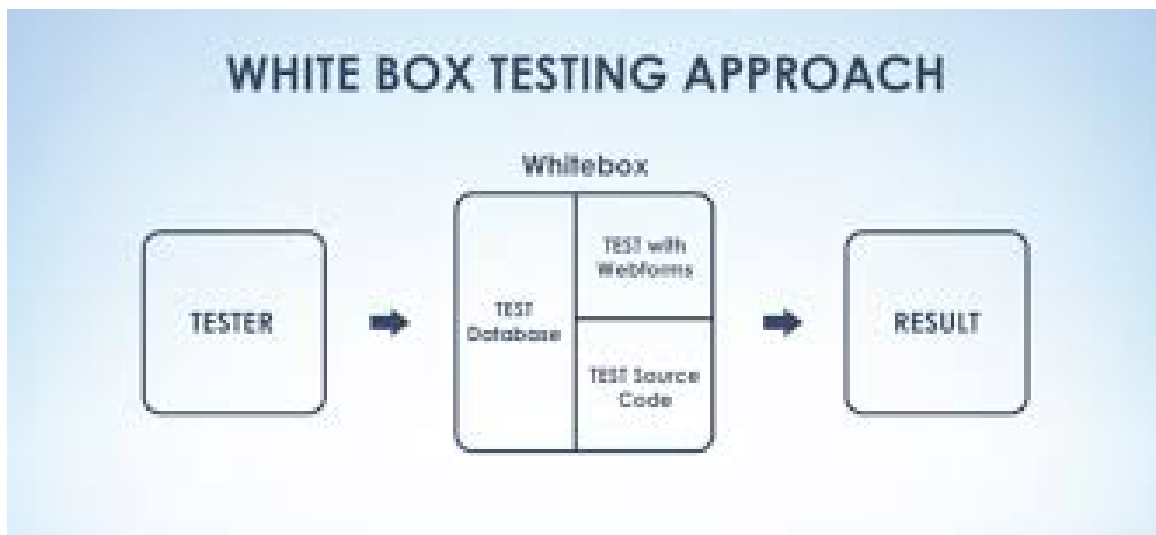 WHITE BOX TESTING APPROACH
Whitebox
TESTER
TEST
Database
TEST with
Webforms
TEST Source
Code
RESULT